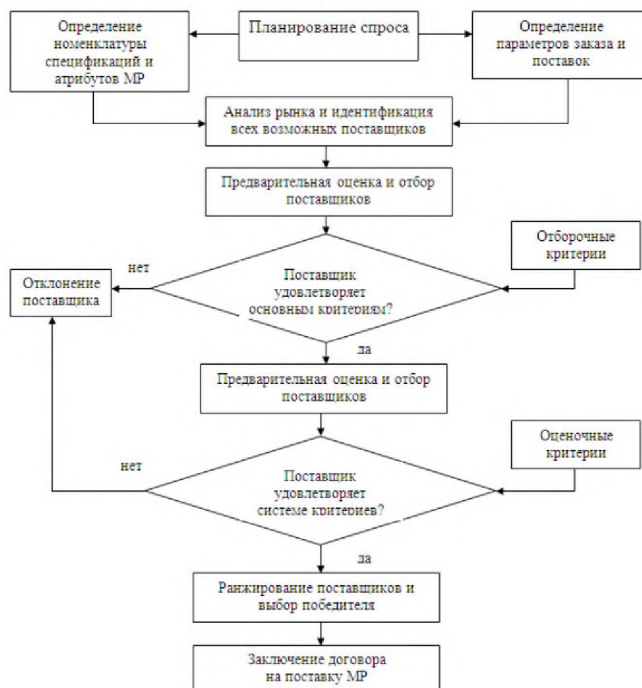 Определение
номенклатуры
спецификаций и
атрибутов МР
Планирование спроса
Определение
параметров заказа и
поставок
Анализ рынка и идентификация
всех возможных поставщиков
Предварительная оценка и отбор
поставщиков
Отборочные
критерии
нет
Поставщик
удовлетворяет
основным критериям?
Отклонение
поставщика
да
Предварительная оценка и отбор
поставщиков
Оценочные
критерии
нет
Поставщик
удовлетворяет
системе критериев?
да
Ранжирование поставщиков и
выбор победителя
Заключение договора
на поставку МР